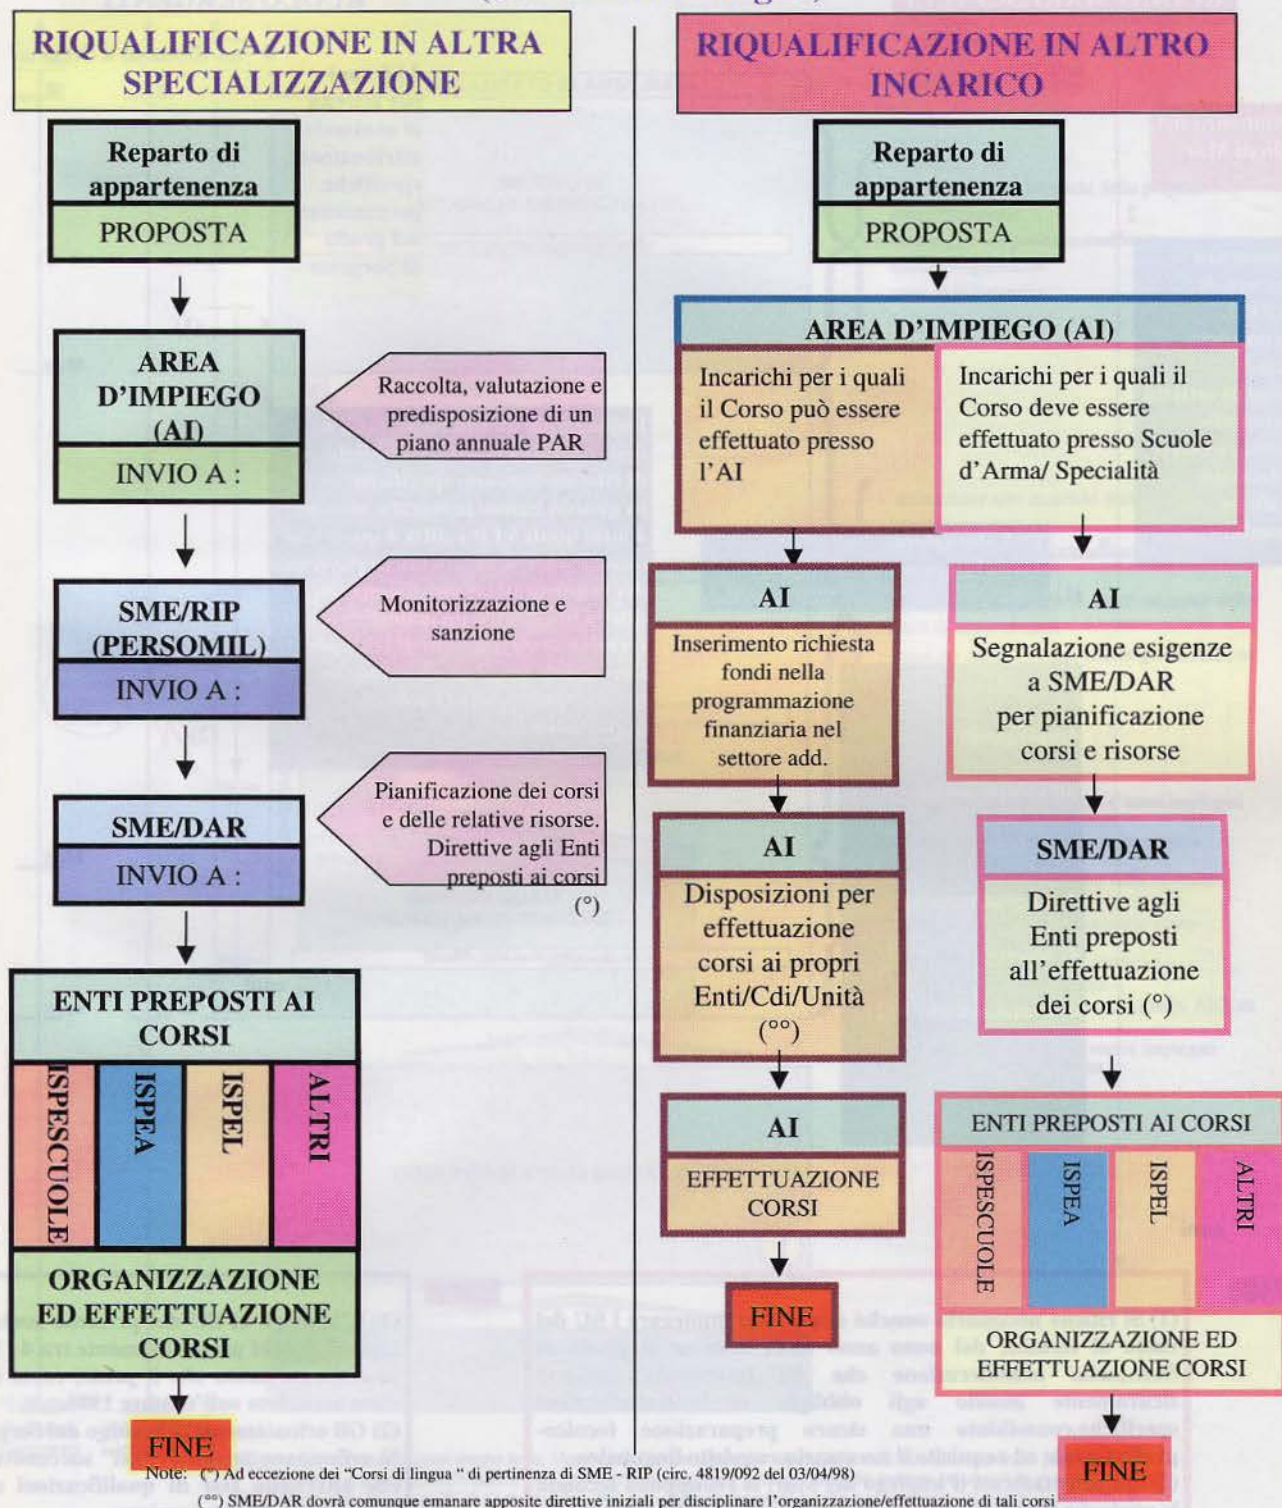 RIQUALIFICAZIONE IN ALTRA
SPECIALIZZAZIONE
Reparto di
appartenenza
PROPOSTA
AREA
D'IMPIEGO
(AI)
INVIO A :
Raccolta, valutazione e
predisposizione di un
piano annuale PAR
SME/RIP
(PERSOMIL)
INVIO A :
Monitorizzazione e
sanzione
SME/DAR
INVIO A :
Pianificazione dei corsi
e delle relative risorse.
Direttive agli Enti
preposti ai corsi
(°)
ENTI PREPOSTI AI
CORSI
ISPESCUOLE
ISPEA
ISPEL
ALTRI
ORGANIZZAZIONE
ED EFFETTUAZIONE
CORSI
FINE
RIQUALIFICAZIONE IN ALTRO
INCARICO
Reparto di
appartenenza
PROPOSTA
AREA D'IMPIEGO (AI)
Incarichi per i quali
il Corso può essere
effettuato presso
l'AI
Incarichi per i quali il
Corso deve essere
effettuato presso Scuole
d'Arma/ Specialità
AI
Inserimento richiesta
fondi nella
programmazione
finanziaria nel
settore add.
AI
Disposizioni per
effettuazione
corsi ai propri
Enti/Cdi/Unità
(°°)
AI
EFFETTUAZIONE
CORSI
FINE
AI
Segnalazione esigenze
a SME/DAR
per pianificazione
corsi e risorse
SME/DAR
Direttive agli
Enti preposti
all'effettuazione
dei corsi (°)
ENTI PREPOSTI AI CORSI
ISPESCUOLE
ISPEA
ISPEL
ALTRI
ORGANIZZAZIONE ED
EFFETTUAZIONE CORSI
FINE
Note: (°) Ad eccezione dei "Corsi di lingua " di pertinenza di SME - RIP (circ. 4819/092 del 03/04/98)
(°°) SME/DAR dovrà comunque emanare apposite direttive iniziali per disciplinare l'organizzazione/effettuazione di tali corsi